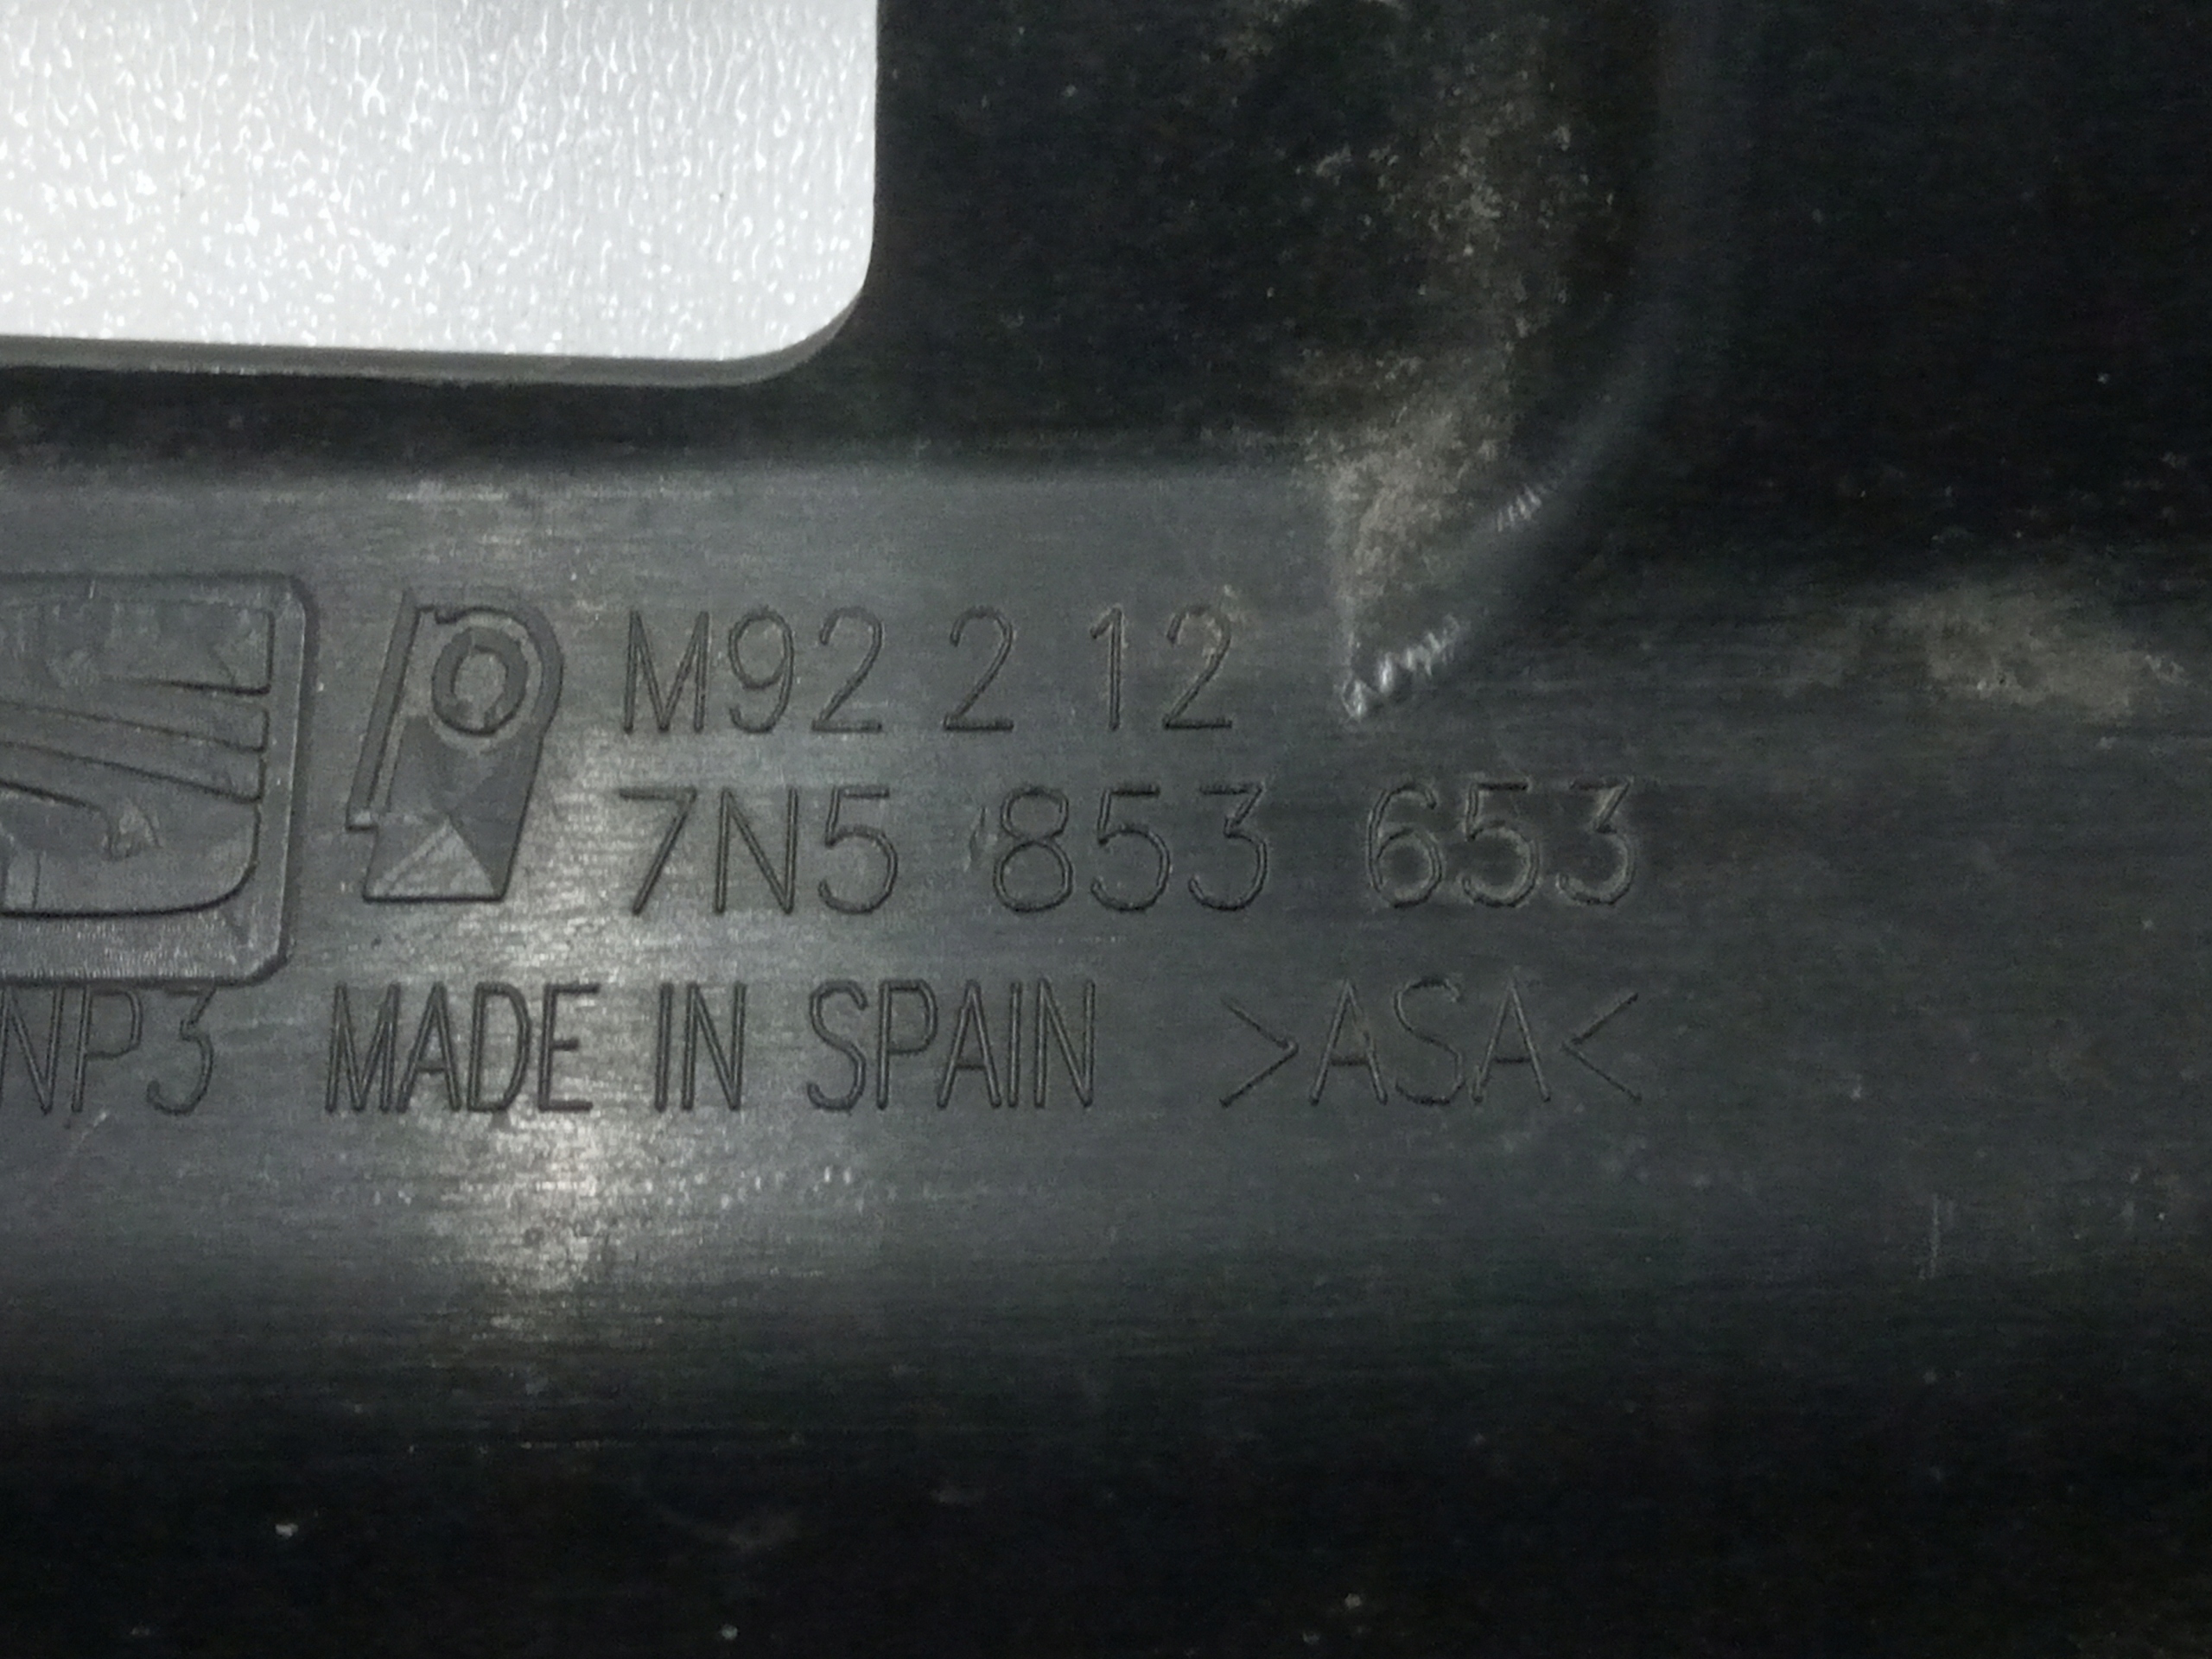 M92 2 12
7N5 853 653
NP3 MADE IN SPAIN >ASA<